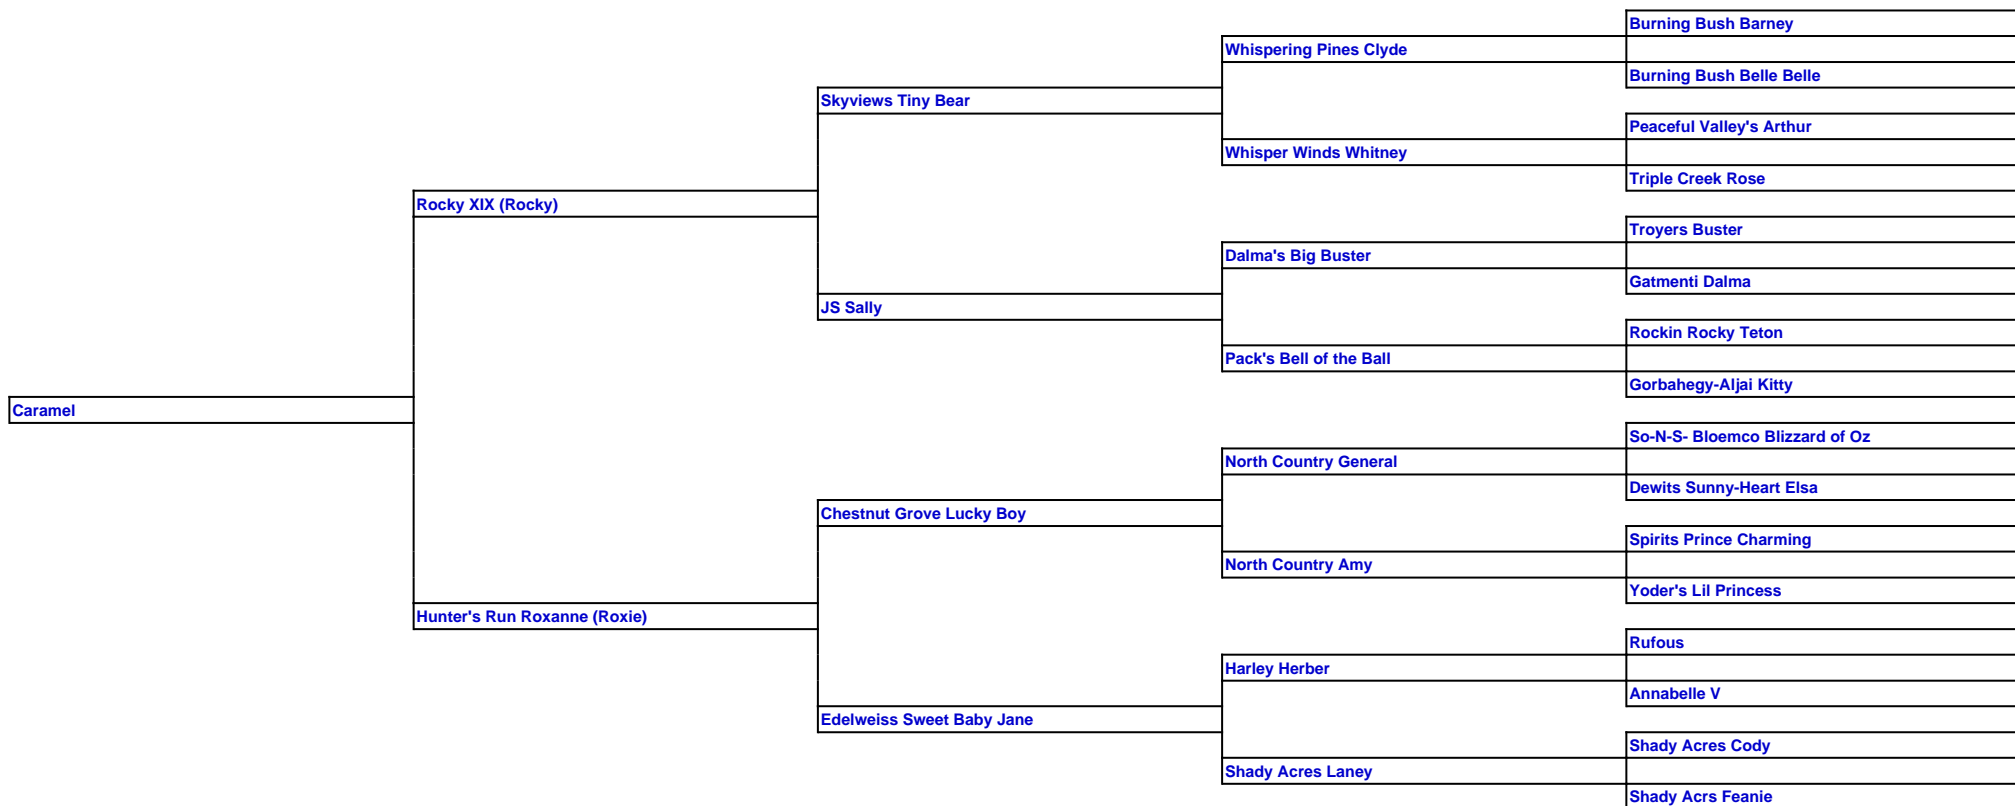 Burning Bush Barney
Whispering Pines Clyde
Burning Bush Belle Belle
Skyviews Tiny Bear
Peaceful Valley's Arthur
Whisper Winds Whitney
Triple Creek Rose
Rocky XIX (Rocky)
Troyers Buster
Dalma's Big Buster
Gatmenti Dalma
JS Sally
Rockin Rocky Teton
Pack's Bell of the Ball
Gorbahegy-Aljai Kitty
Caramel
So-N-S- Bloemco Blizzard of Oz
North Country General
Dewits Sunny-Heart Elsa
Chestnut Grove Lucky Boy
Spirits Prince Charming
North Country Amy
Yoder's Lil Princess
Hunter's Run Roxanne (Roxie)
Rufous
Harley Herber
Annabelle V
Edelweiss Sweet Baby Jane
Shady Acres Cody
Shady Acres Laney
Shady Acrs Feanie